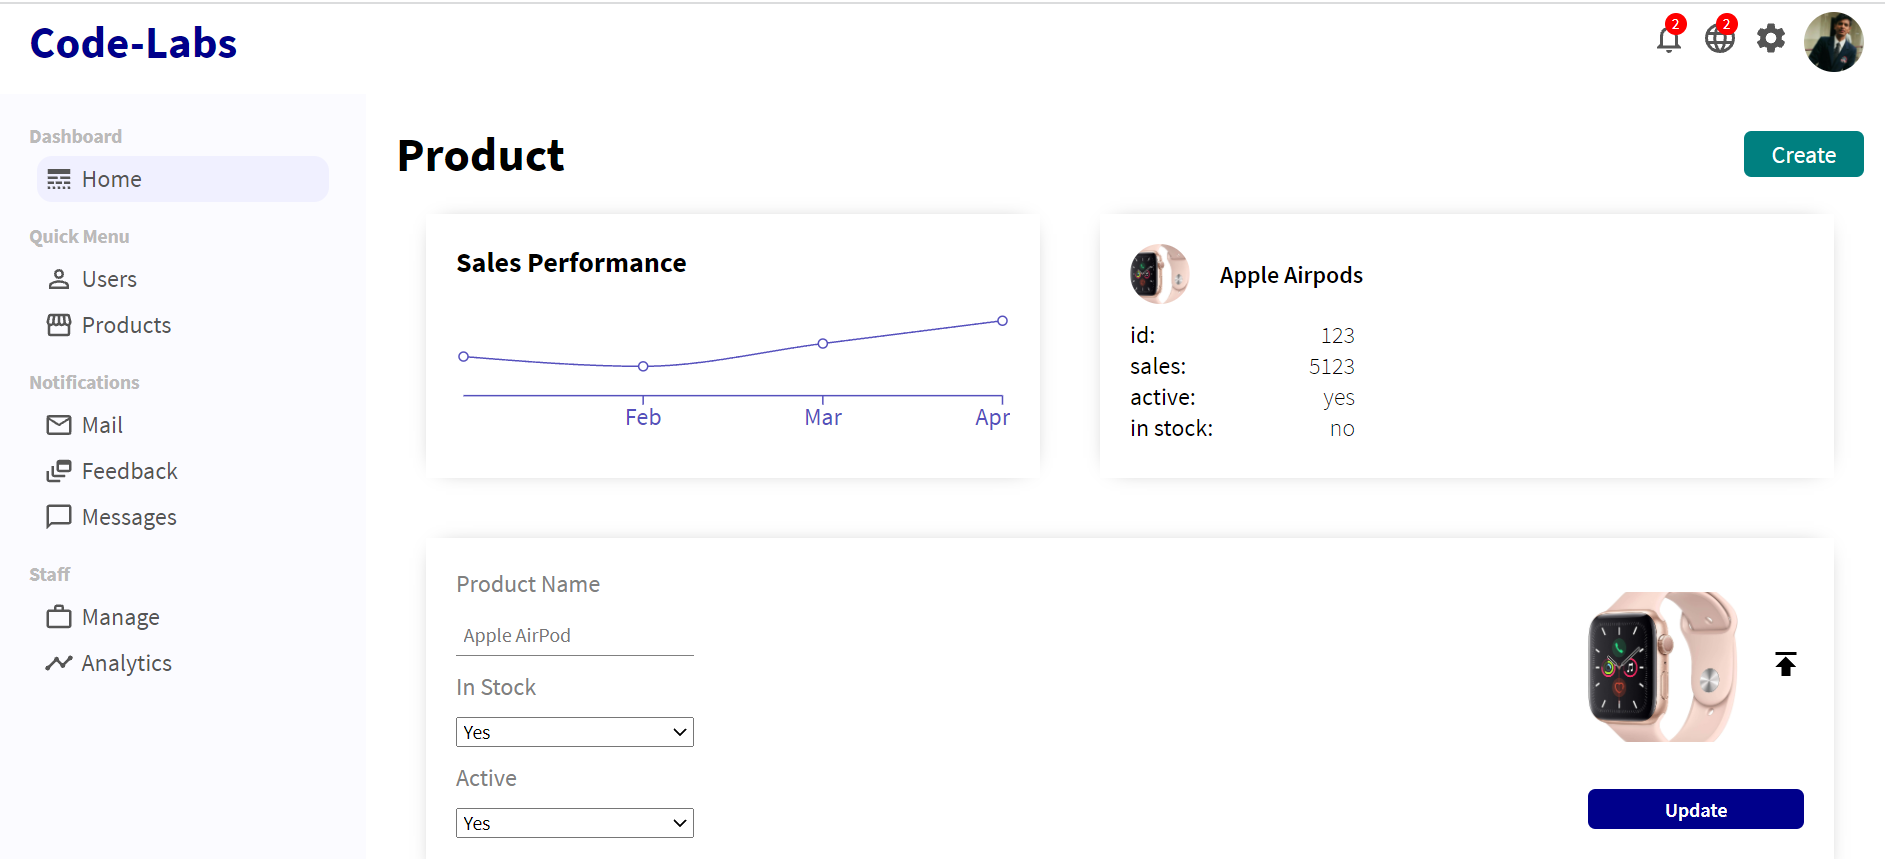 Code-Labs
2 2
Dashboard
Home
Quick Menu
Users
Products
Notifications
Mail
Feedback
Messages
Staff
Manage
Analytics
Product
Create
Sales Performance
Feb Mar Apr
Apple Airpods
id: 123
sales: 5123
active: yes
in stock: no
Product Name
Apple AirPod
In Stock
Yes
Active
Yes
Update